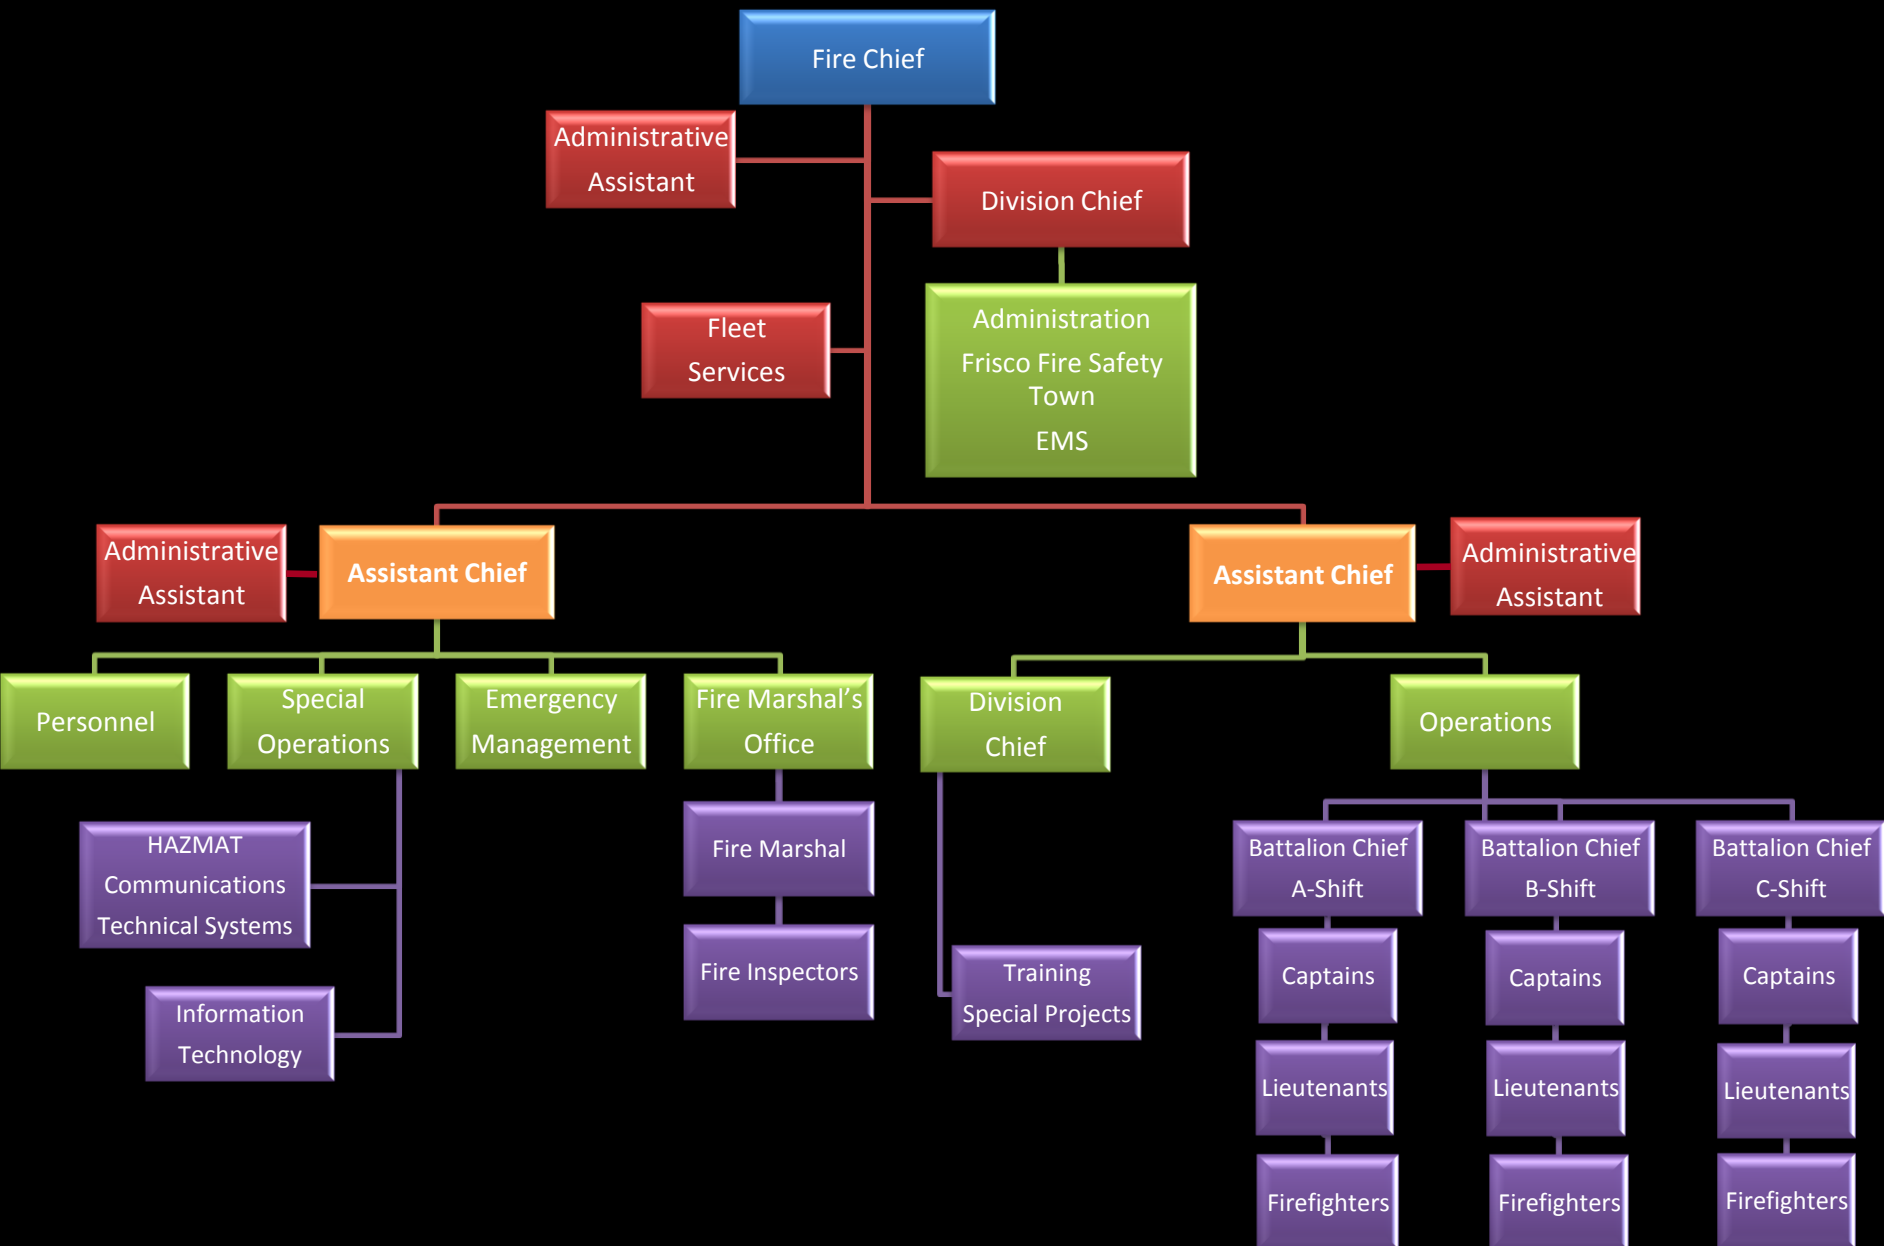 Fire Chief
Administrative
Assistant
Division Chief
Fleet
Services
Administration
Frisco Fire Safety
Town
EMS
Administrative
Assistant
Assistant Chief
Assistant Chief
Administrative
Assistant
Personnel
Special
Operations
Emergency
Management
Fire Marshal’s
Office
Division
Chief
Operations
HAZMAT
Communications
Technical Systems
Information
Technology
Fire Marshal
Fire Inspectors
Training
Special Projects
Battalion Chief
A-Shift
Captains
Lieutenants
Firefighters
Battalion Chief
B-Shift
Captains
Lieutenants
Firefighters
Battalion Chief
C-Shift
Captains
Lieutenants
Firefighters